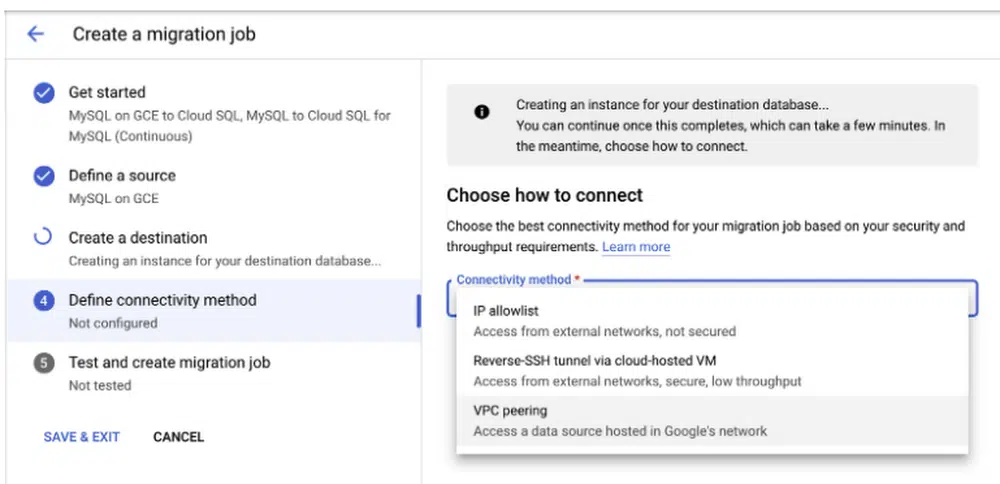 Create a migration job
Get started
MySQL on GCE to Cloud SQL, MySQL to Cloud SQL for
MySQL (Continuous)
Define a source
MySQL on GCE
Create a destination
Creating an instance for your destination database...
4 Define connectivity method
Not configured
5 Test and create migration job
Not tested
SAVE & EXIT CANCEL
Creating an instance for your destination database...
You can continue once this completes, which can take a few minutes. In
the meantime, choose how to connect.
Choose how to connect
Choose the best connectivity method for your migration job based on your security and
throughput requirements. Learn more
Connectivity method *
IP allowlist
Access from external networks, not secured
Reverse-SSH tunnel via cloud-hosted VM
Access from external networks, secure, low throughput
VPC peering
Access a data source hosted in Google's network